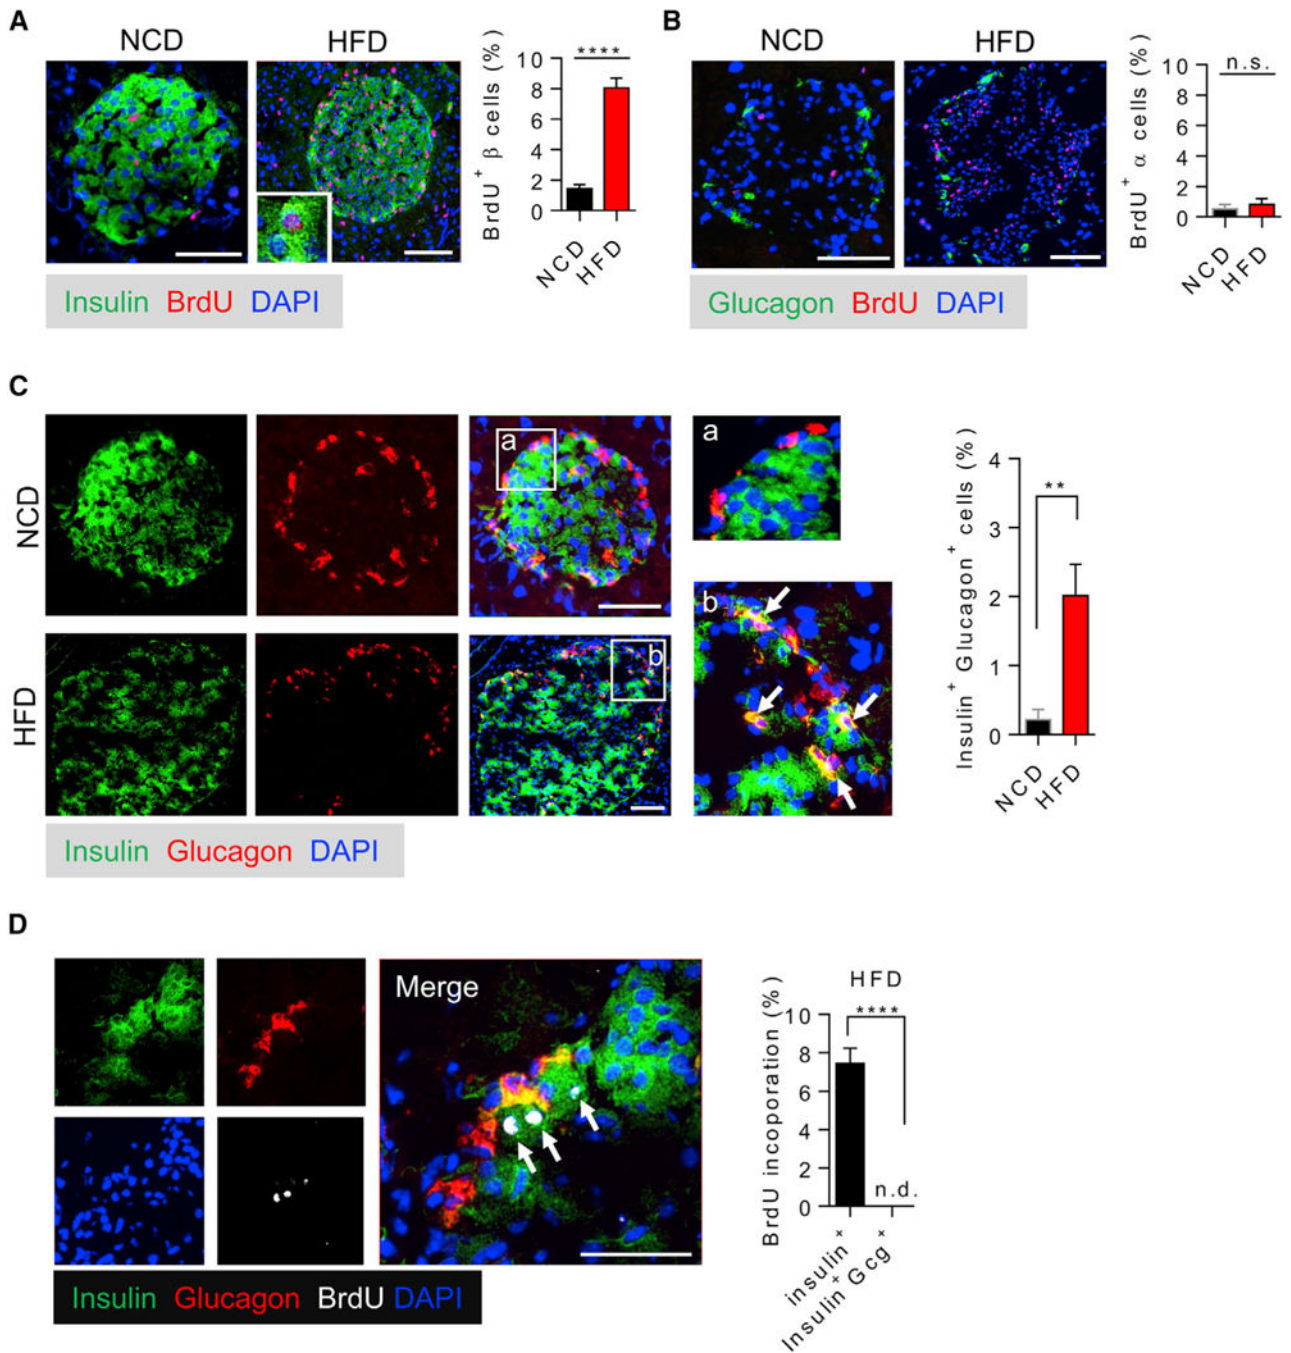 A
NCD HFD
BrdU+ β cells (%)
10
8
6
4
2
0
****
NCD
HFD
Insulin BrdU DAPI
B
NCD HFD
BrdU+ α cells (%)
10
8
6
4
2
0
n.s.
NCD
HFD
Glucagon BrdU DAPI
C
NCD
HFD
a
a
b
b
Insulin+ Glucagon+ cells (%)
4
3
2
1
0
**
NCD
HFD
Insulin Glucagon DAPI
D
Merge
HFD
BrdU incoporation (%)
10
8
6
4
2
0
****
n.d.
insulin+
Insulin+Gcg+
Insulin Glucagon BrdU DAPI